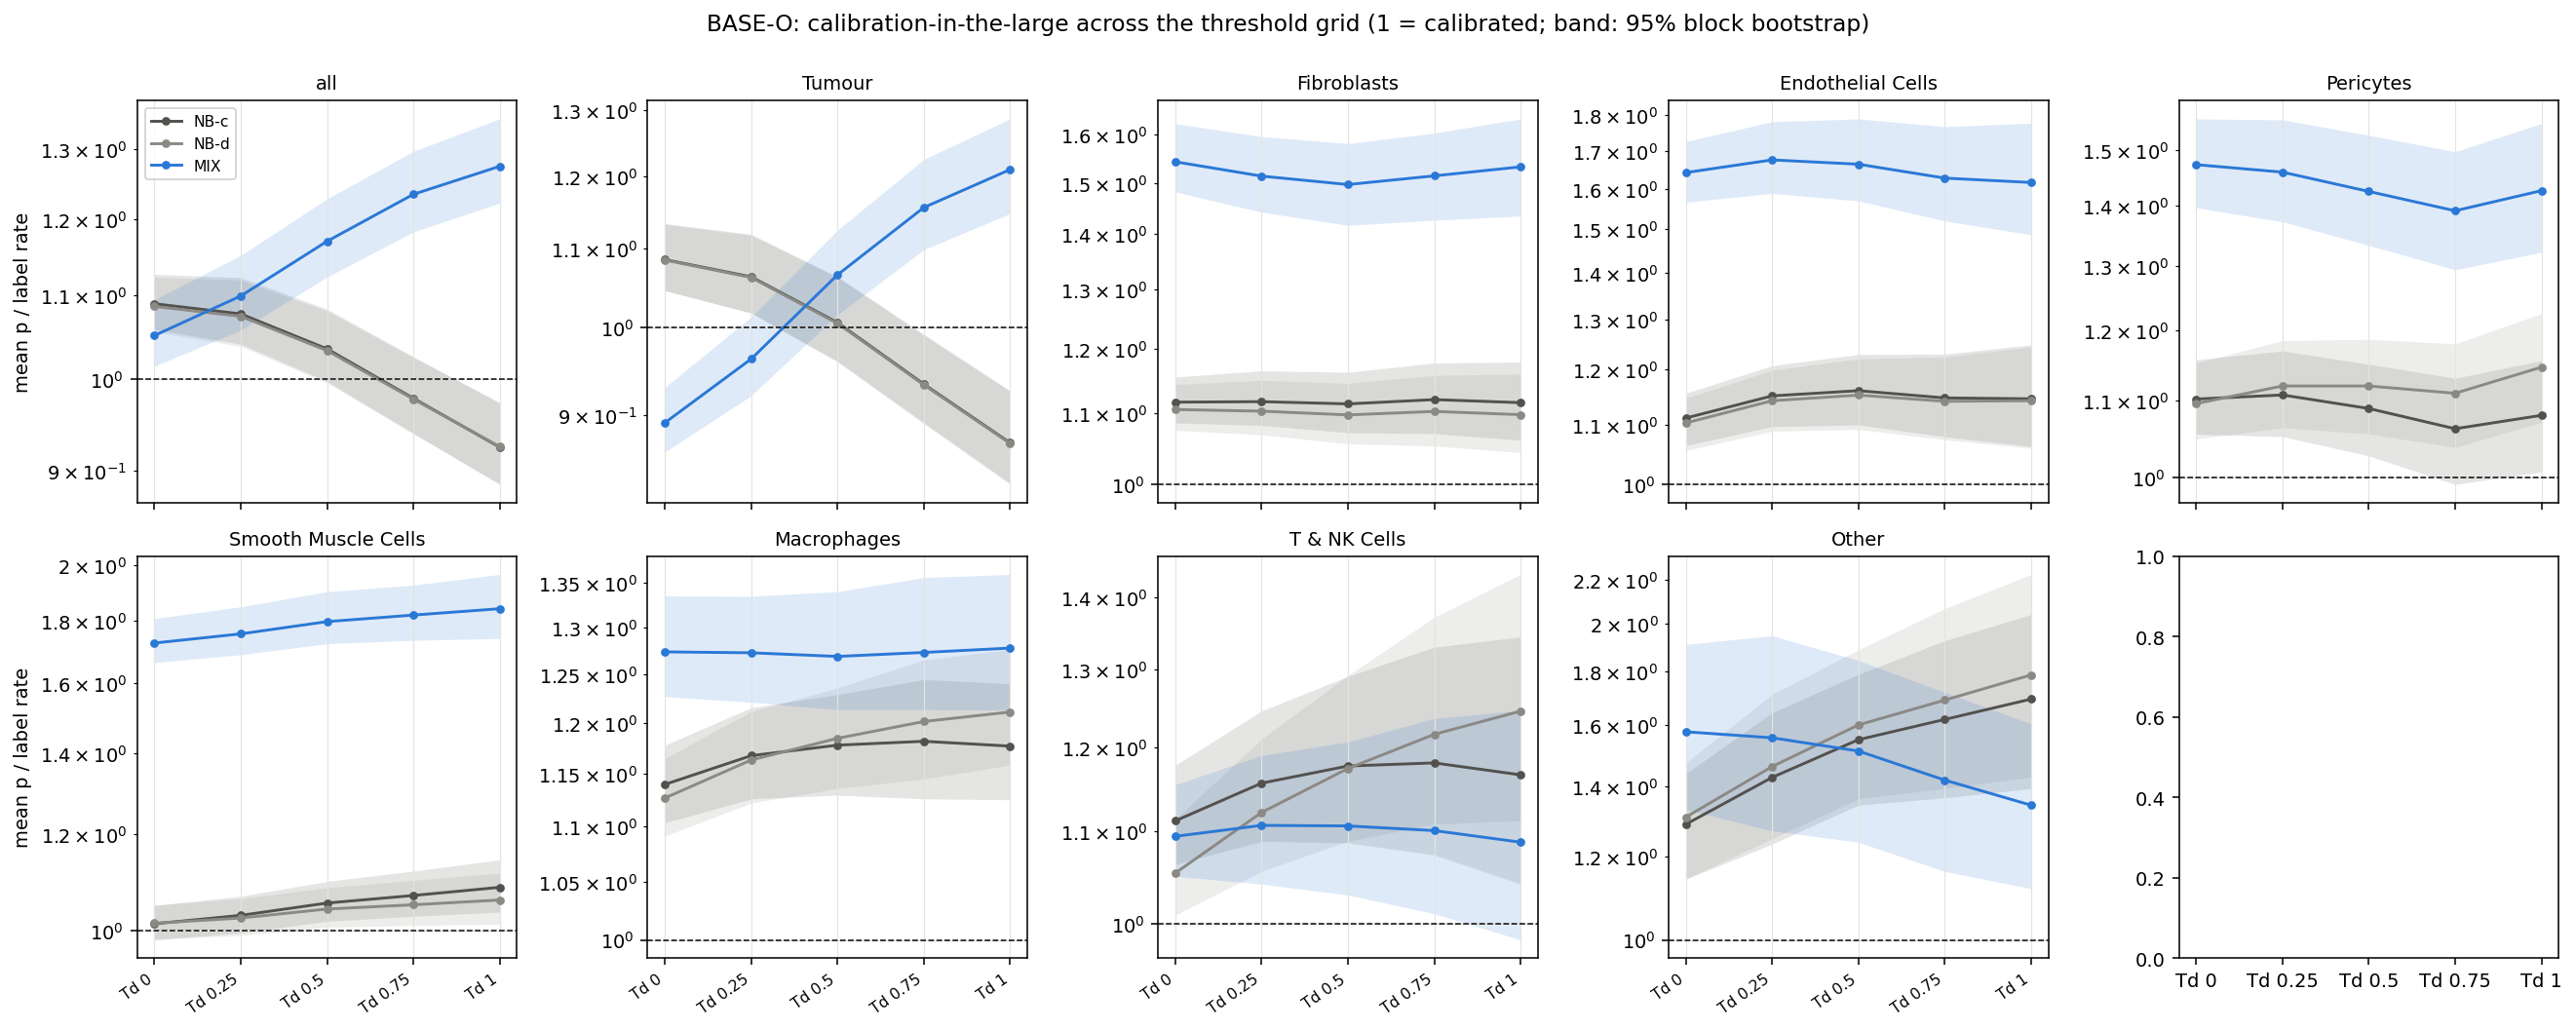 BASE-O: calibration-in-the-large across the threshold grid (1 = calibrated; band: 95% block bootstrap)
all
Tumour
Fibroblasts
Endothelial Cells
Pericytes
NB-c
NB-d
MIX
mean p / label rate
1.3 × 10⁰
1.2 × 10⁰
1.1 × 10⁰
10⁰
9 × 10⁻¹
1.3 × 10⁰
1.2 × 10⁰
1.1 × 10⁰
10⁰
9 × 10⁻¹
1.6 × 10⁰
1.5 × 10⁰
1.4 × 10⁰
1.3 × 10⁰
1.2 × 10⁰
1.1 × 10⁰
10⁰
1.8 × 10⁰
1.7 × 10⁰
1.6 × 10⁰
1.5 × 10⁰
1.4 × 10⁰
1.3 × 10⁰
1.2 × 10⁰
1.1 × 10⁰
10⁰
1.5 × 10⁰
1.4 × 10⁰
1.3 × 10⁰
1.2 × 10⁰
1.1 × 10⁰
10⁰
Smooth Muscle Cells
Macrophages
T & NK Cells
Other
mean p / label rate
2 × 10⁰
1.8 × 10⁰
1.6 × 10⁰
1.4 × 10⁰
1.2 × 10⁰
10⁰
Td 0
Td 0.25
Td 0.5
Td 0.75
Td 1
1.35 × 10⁰
1.3 × 10⁰
1.25 × 10⁰
1.2 × 10⁰
1.15 × 10⁰
1.1 × 10⁰
1.05 × 10⁰
10⁰
Td 0
Td 0.25
Td 0.5
Td 0.75
Td 1
1.4 × 10⁰
1.3 × 10⁰
1.2 × 10⁰
1.1 × 10⁰
10⁰
Td 0
Td 0.25
Td 0.5
Td 0.75
Td 1
2.2 × 10⁰
2 × 10⁰
1.8 × 10⁰
1.6 × 10⁰
1.4 × 10⁰
1.2 × 10⁰
10⁰
Td 0
Td 0.25
Td 0.5
Td 0.75
Td 1
1.0
0.8
0.6
0.4
0.2
0.0
Td 0 Td 0.25 Td 0.5 Td 0.75 Td 1